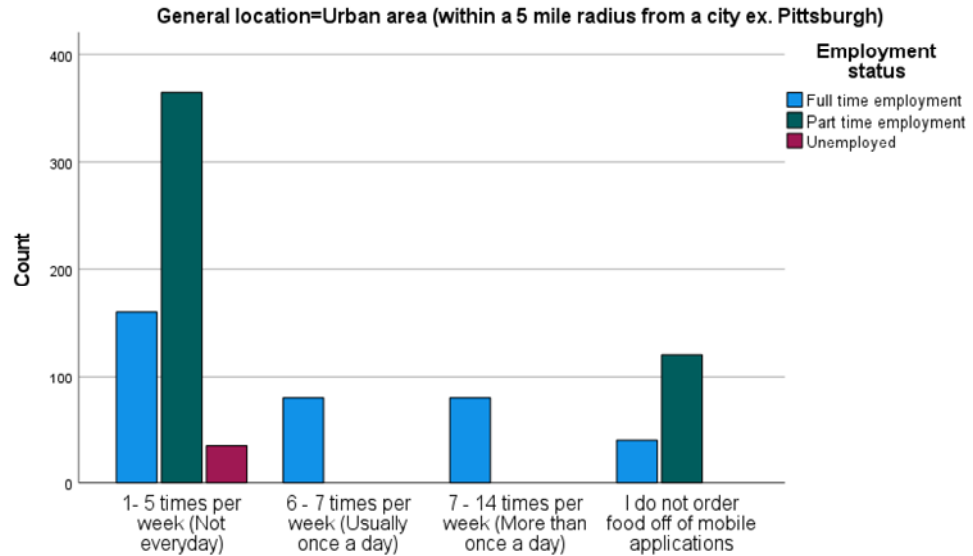 General location=Urban area (within a 5 mile radius from a city ex. Pittsburgh)
Employment
status
Full time employment
Part time employment
Unemployed
Count
400
300
200
100
0
1- 5 times per
week (Not
everyday)
6 - 7 times per
week (Usually
once a day)
7 - 14 times per
week (More than
once a day)
I do not order
food off of mobile
applications